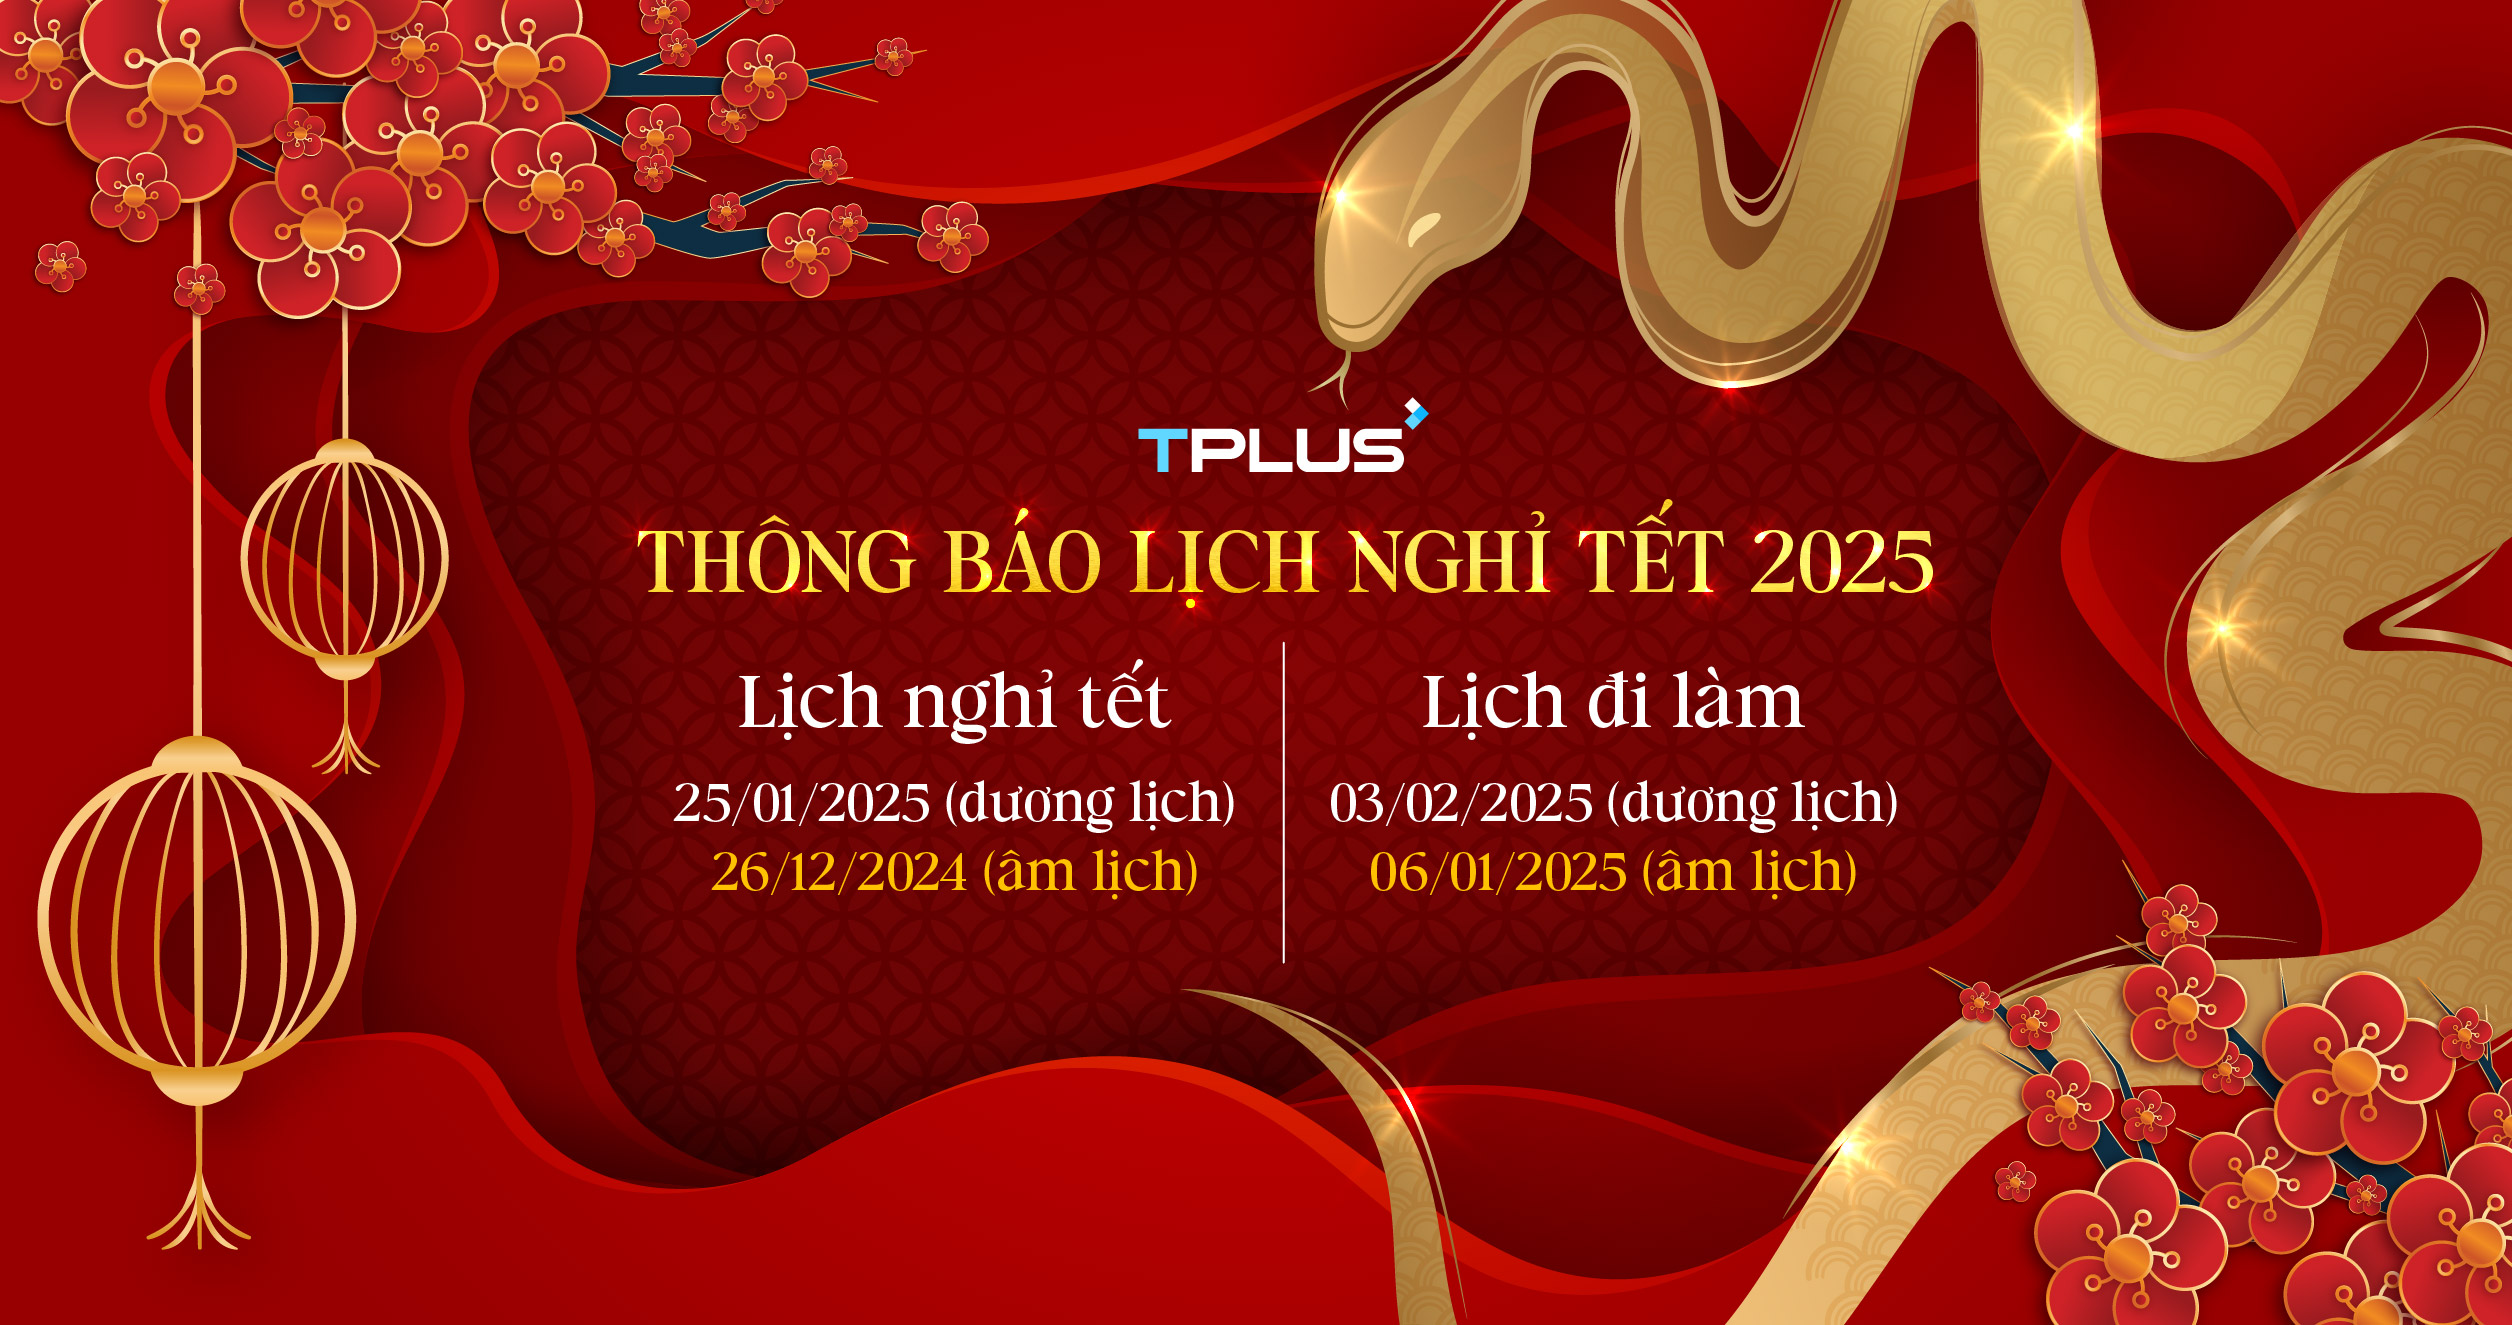 TPLUS
THÔNG BÁO LỊCH NGHỈ TẾT 2025
Lịch nghỉ tết
25/01/2025 (dương lịch)
26/12/2024 (âm lịch)
Lịch đi làm
03/02/2025 (dương lịch)
06/01/2025 (âm lịch)